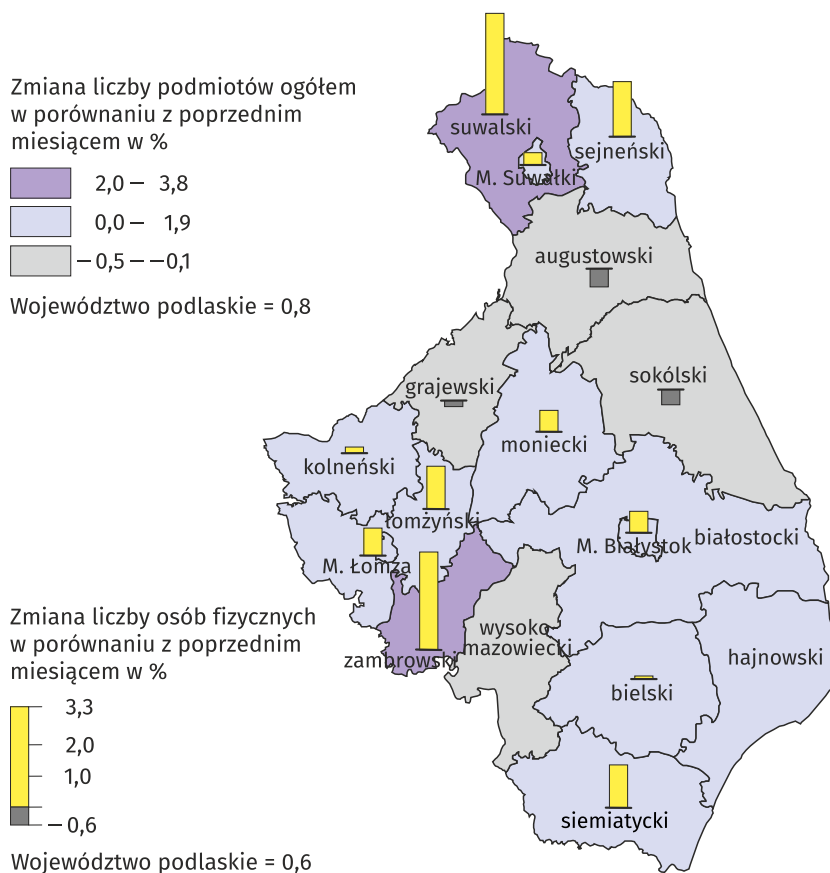 Zmiana liczby podmiotów ogółem
w porównaniu z poprzednim
miesiącem w %
2,0 – 3,8
0,0 – 1,9
–0,5 – –0,1
Województwo podlaskie = 0,8
suwalski
M. Suwałki
sejneński
augustowski
grajewski
sokólski
moniecki
kolneński
łomżyński
M. Łomża
M. Białystok
białostocki
zambrowski
wysoko
mazowiecki
hajnowski
bielski
siemiatycki
Zmiana liczby osób fizycznych
w porównaniu z poprzednim
miesiącem w %
3,3
2,0
1,0
–0,6
Województwo podlaskie = 0,6